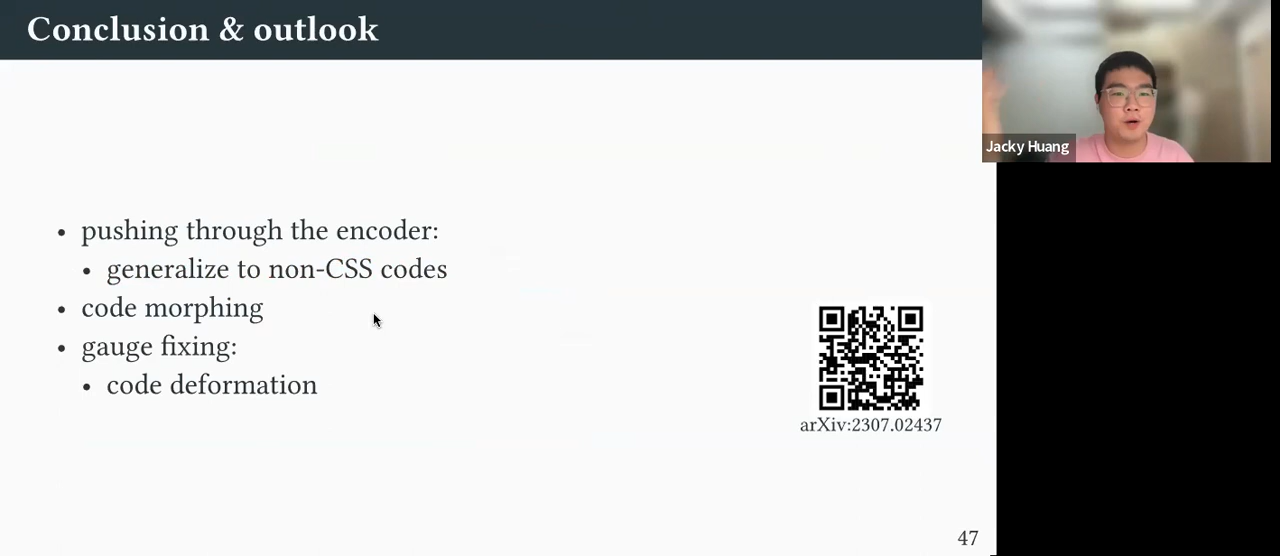 Conclusion & outlook
Jacky Huang
• pushing through the encoder:
• generalize to non-CSS codes
• code morphing
• gauge fixing:
• code deformation
arXiv:2307.02437
47